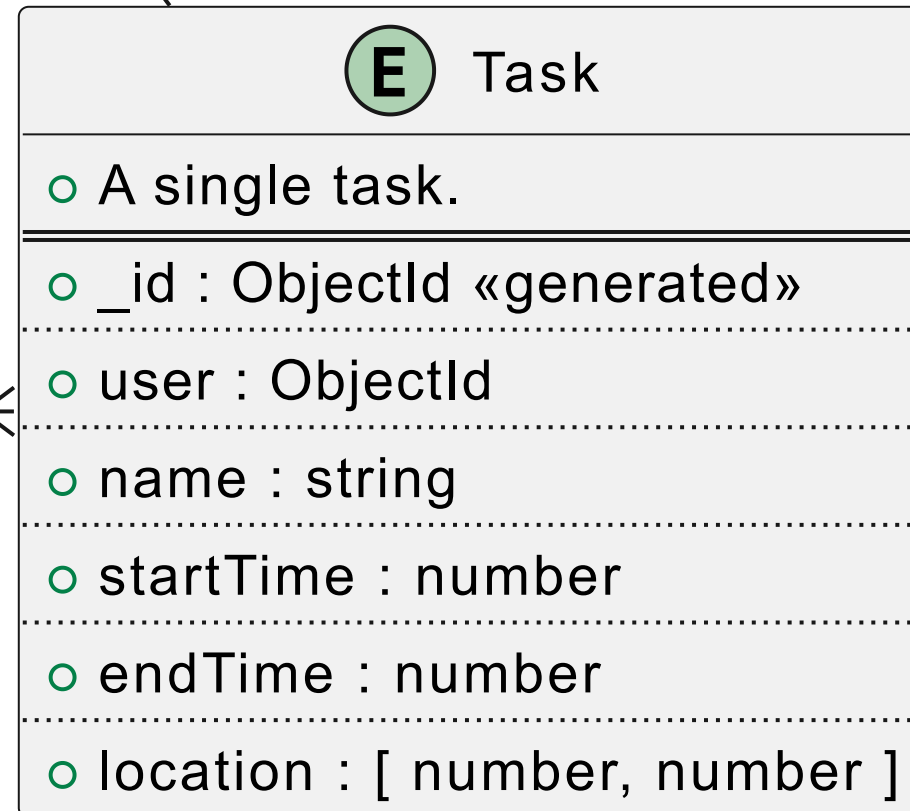 E Task
A single task.
_id : ObjectId «generated»
user : ObjectId
name : string
startTime : number
endTime : number
location : [ number, number ]